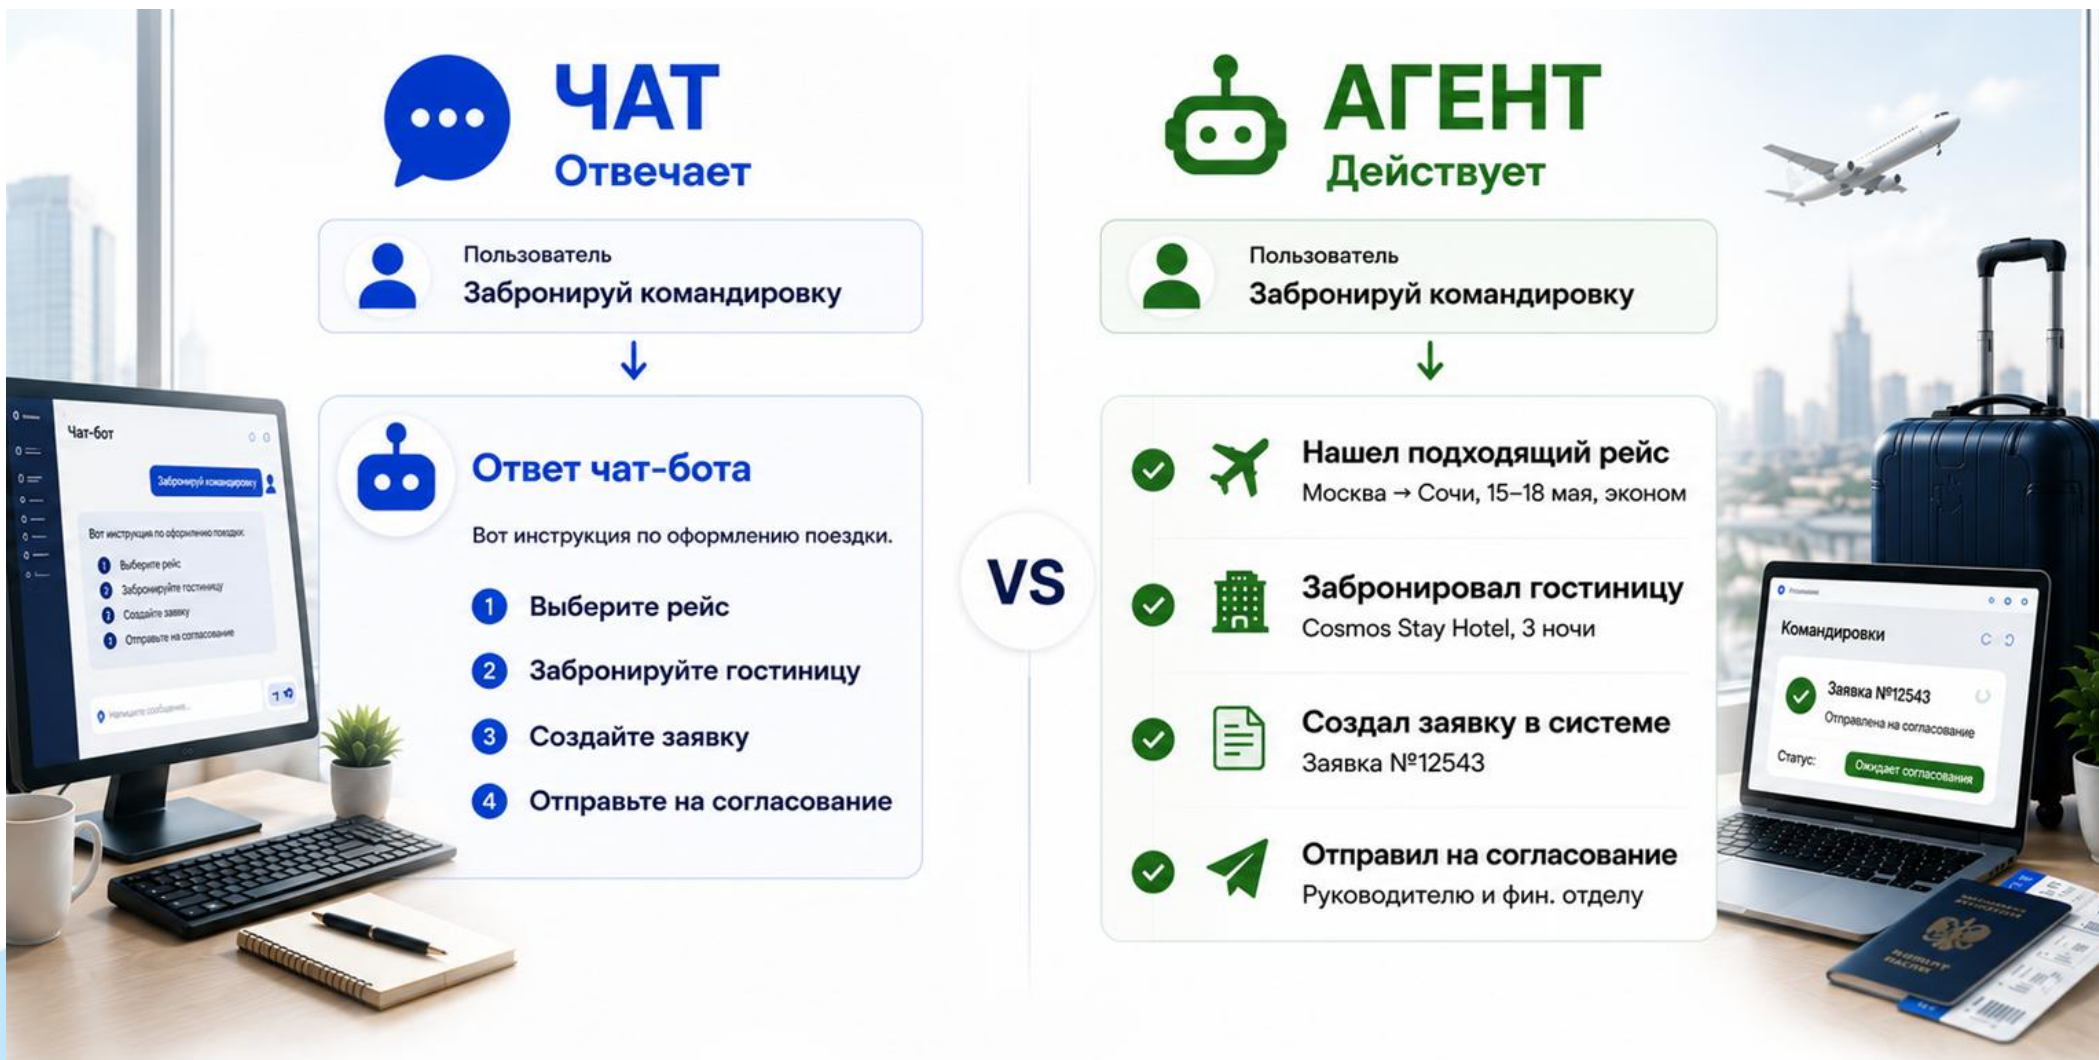 ЧАТ
Отвечает
Пользователь
Забронируй командировку
Ответ чат-бота
Вот инструкция по оформлению поездки.
1 Выберите рейс
2 Забронируйте гостиницу
3 Создайте заявку
4 Отправьте на согласование
Чат-бот
Забронируй командировку
Вот инструкция по оформлению поездки:
Выберите рейс
Забронируйте гостиницу
Создайте заявку
Отправьте на согласование
Напишите сообщение...
VS
АГЕНТ
Действует
Пользователь
Забронируй командировку
Нашел подходящий рейс
Москва → Сочи, 15–18 мая, эконом
Забронировал гостиницу
Cosmos Stay Hotel, 3 ночи
Создал заявку в системе
Заявка №12543
Отправил на согласование
Руководителю и фин. отделу
Командировки
Заявка №12543
Отправлена на согласование
Статус:
Ожидает согласования